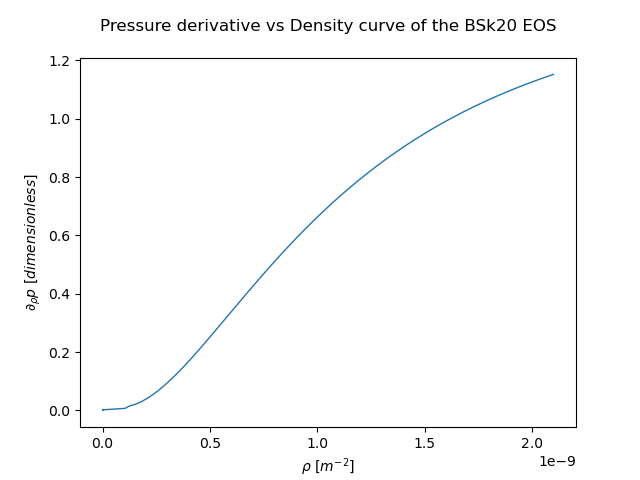 Pressure derivative vs Density curve of the BSk20 EOS
1.2
1.0
0.8
0.6
0.4
0.2
0.0
∂ρp [dimensionless]
0.0 0.5 1.0 1.5 2.0
1e−9
ρ [m⁻²]